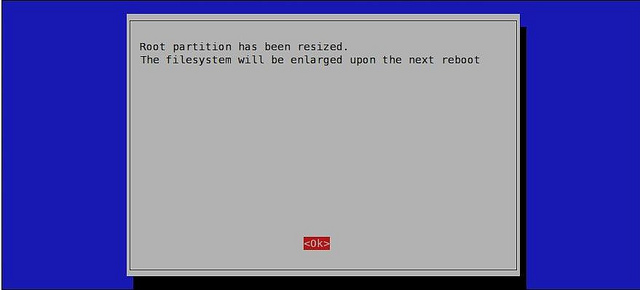 Root partition has been resized.
The filesystem will be enlarged upon the next reboot
<Ok>